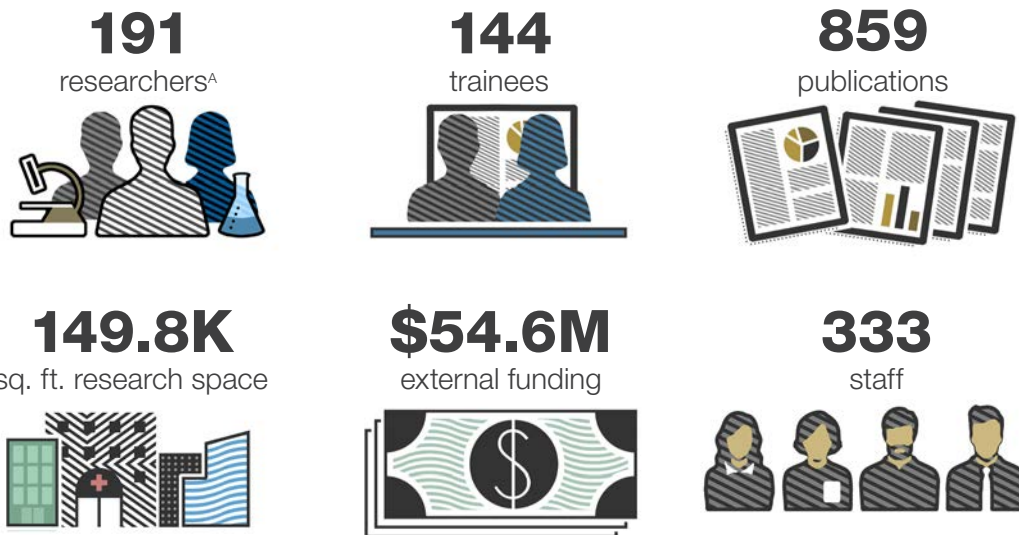 191
researchersᴬ
144
trainees
859
publications
149.8K
sq. ft. research space
$54.6M
external funding
$
333
staff